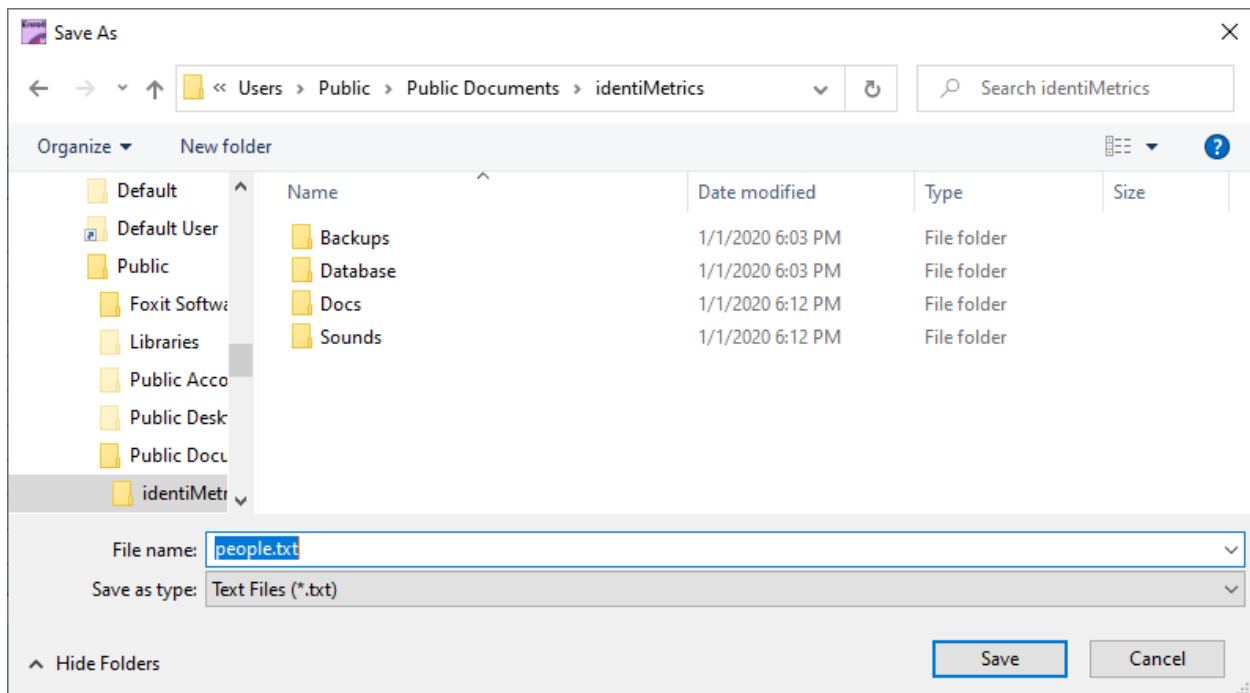 Enroll
Save As
« Users > Public > Public Documents > identiMetrics
Search identiMetrics
Organize
New folder
?
Name Date modified Type Size
Default
Default User
Public
Foxit Softwa
Libraries
Public Acco
Public Desk
Public Docu
identiMetr
Backups 1/1/2020 6:03 PM File folder
Database 1/1/2020 6:03 PM File folder
Docs 1/1/2020 6:12 PM File folder
Sounds 1/1/2020 6:12 PM File folder
File name: people.txt
Save as type: Text Files (*.txt)
Hide Folders
Save
Cancel